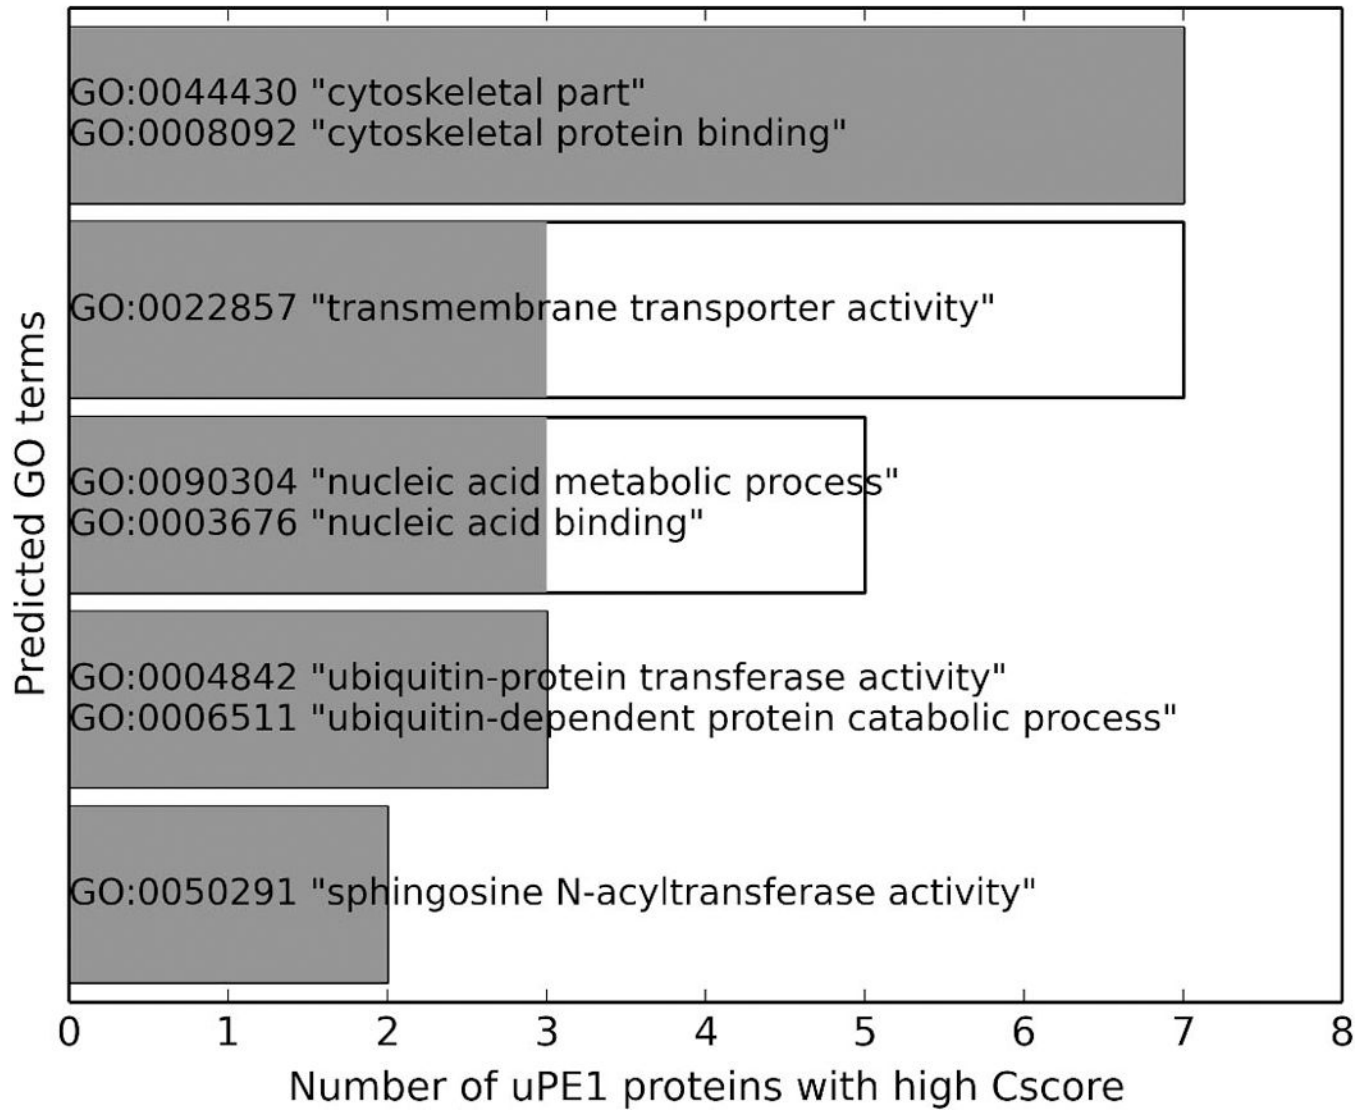 GO:0044430 "cytoskeletal part"
GO:0008092 "cytoskeletal protein binding"
GO:0022857 "transmembrane transporter activity"
GO:0090304 "nucleic acid metabolic process"
GO:0003676 "nucleic acid binding"
GO:0004842 "ubiquitin-protein transferase activity"
GO:0006511 "ubiquitin-dependent protein catabolic process"
GO:0050291 "sphingosine N-acyltransferase activity"
Predicted GO terms
0 1 2 3 4 5 6 7 8
Number of uPE1 proteins with high Cscore